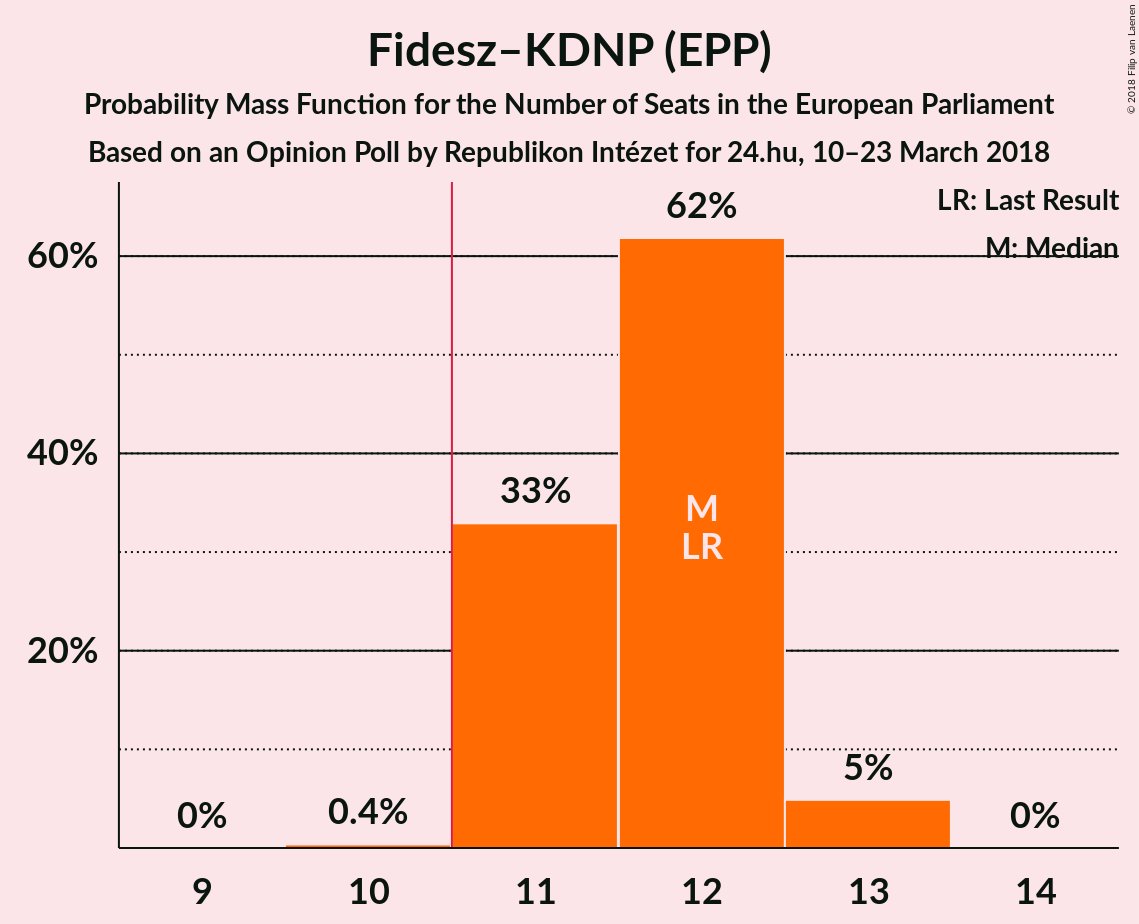 Fidesz–KDNP (EPP)
Probability Mass Function for the Number of Seats in the European Parliament
Based on an Opinion Poll by Republikon Intézet for 24.hu, 10–23 March 2018
© 2018 Filip van Laenen
LR: Last Result
M: Median
60%
40%
20%
0%
0.4%
33%
62%
5%
0%
M
LR
9
10
11
12
13
14